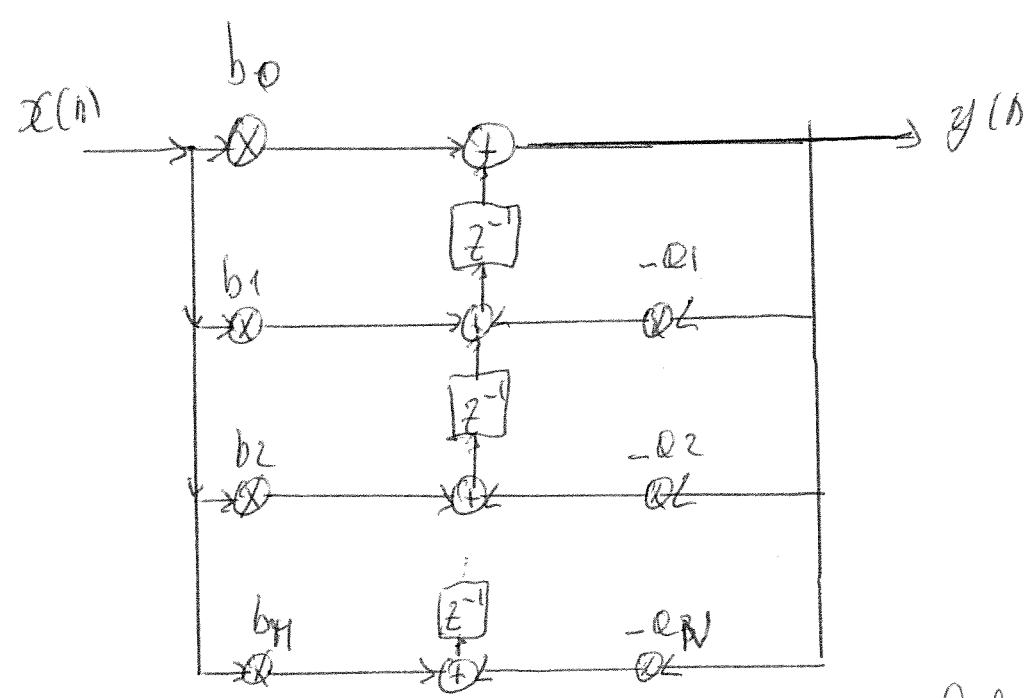 b0
x(n) y(n
z⁻¹
b1 -a1
z⁻¹
b2 -a2
z⁻¹
bM -aN